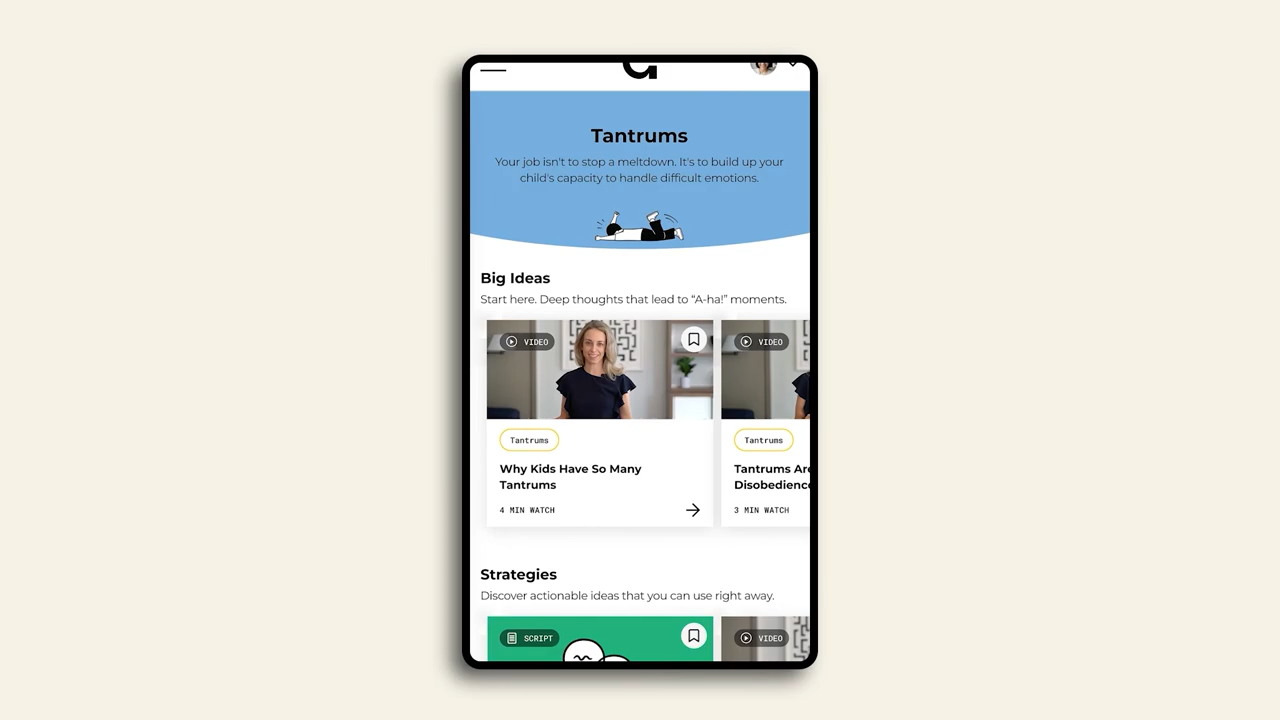 Tantrums
Your job isn't to stop a meltdown. It's to build up your
child's capacity to handle difficult emotions.
Big Ideas
Start here. Deep thoughts that lead to “A-ha!” moments.
VIDEO
VIDEO
Tantrums
Tantrums
Why Kids Have So Many
Tantrums
Tantrums Are
Disobedience
4 MIN WATCH
3 MIN WATCH
Strategies
Discover actionable ideas that you can use right away.
SCRIPT
VIDEO